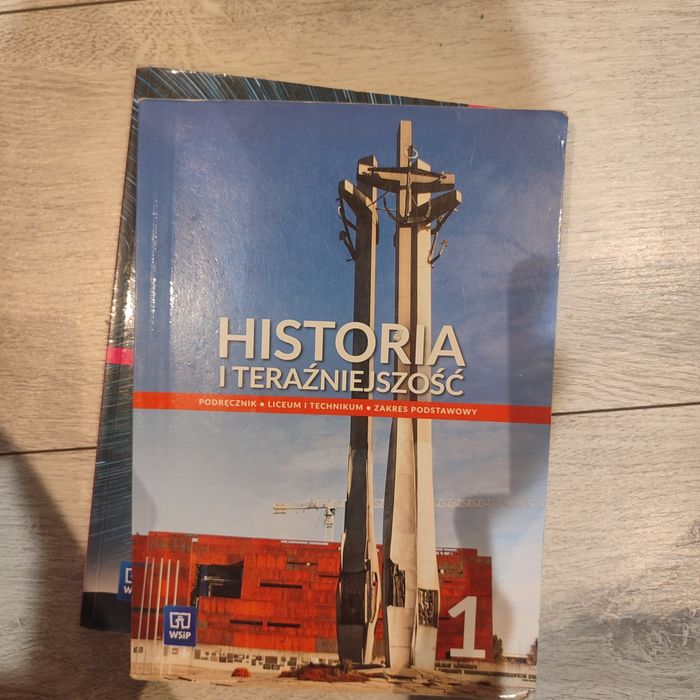 HISTORIA
I TERAŹNIEJSZOŚĆ
PODRĘCZNIK • LICEUM I TECHNIKUM • ZAKRES PODSTAWOWY
1
WSiP